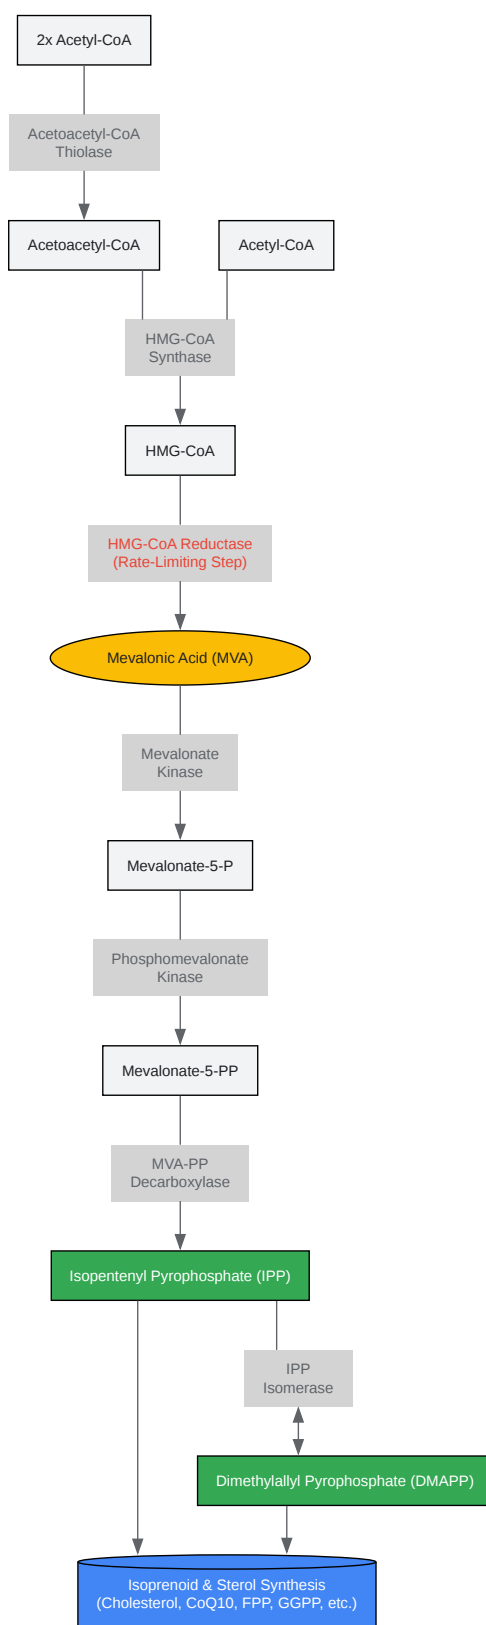 2x Acetyl-CoA
Acetoacetyl-CoA
Thiolase
Acetoacetyl-CoA
Acetyl-CoA
HMG-CoA
Synthase
HMG-CoA
HMG-CoA Reductase
(Rate-Limiting Step)
Mevalonic Acid (MVA)
Mevalonate
Kinase
Mevalonate-5-P
Phosphomevalonate
Kinase
Mevalonate-5-PP
MVA-PP
Decarboxylase
Isopentenyl Pyrophosphate (IPP)
IPP
Isomerase
Dimethylallyl Pyrophosphate (DMAPP)
Isoprenoid & Sterol Synthesis
(Cholesterol, CoQ10, FPP, GGPP, etc.)